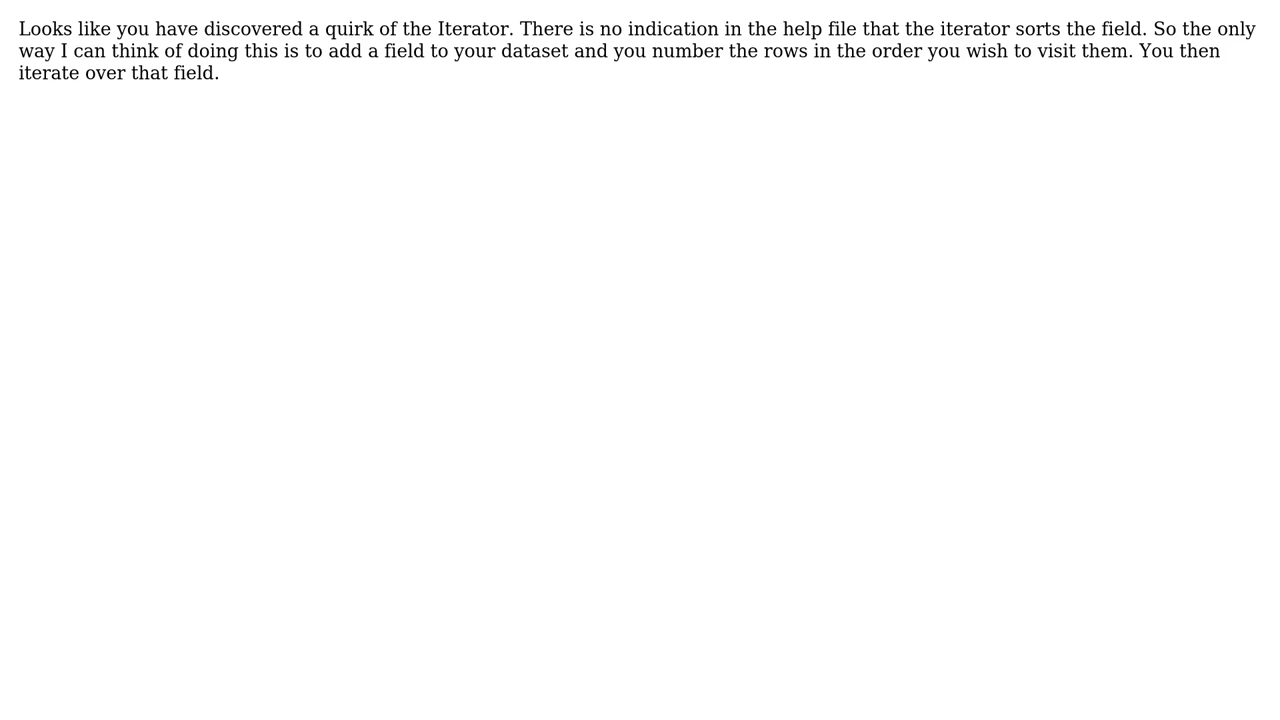 Looks like you have discovered a quirk of the Iterator. There is no indication in the help file that the iterator sorts the field. So the only
way I can think of doing this is to add a field to your dataset and you number the rows in the order you wish to visit them. You then
iterate over that field.